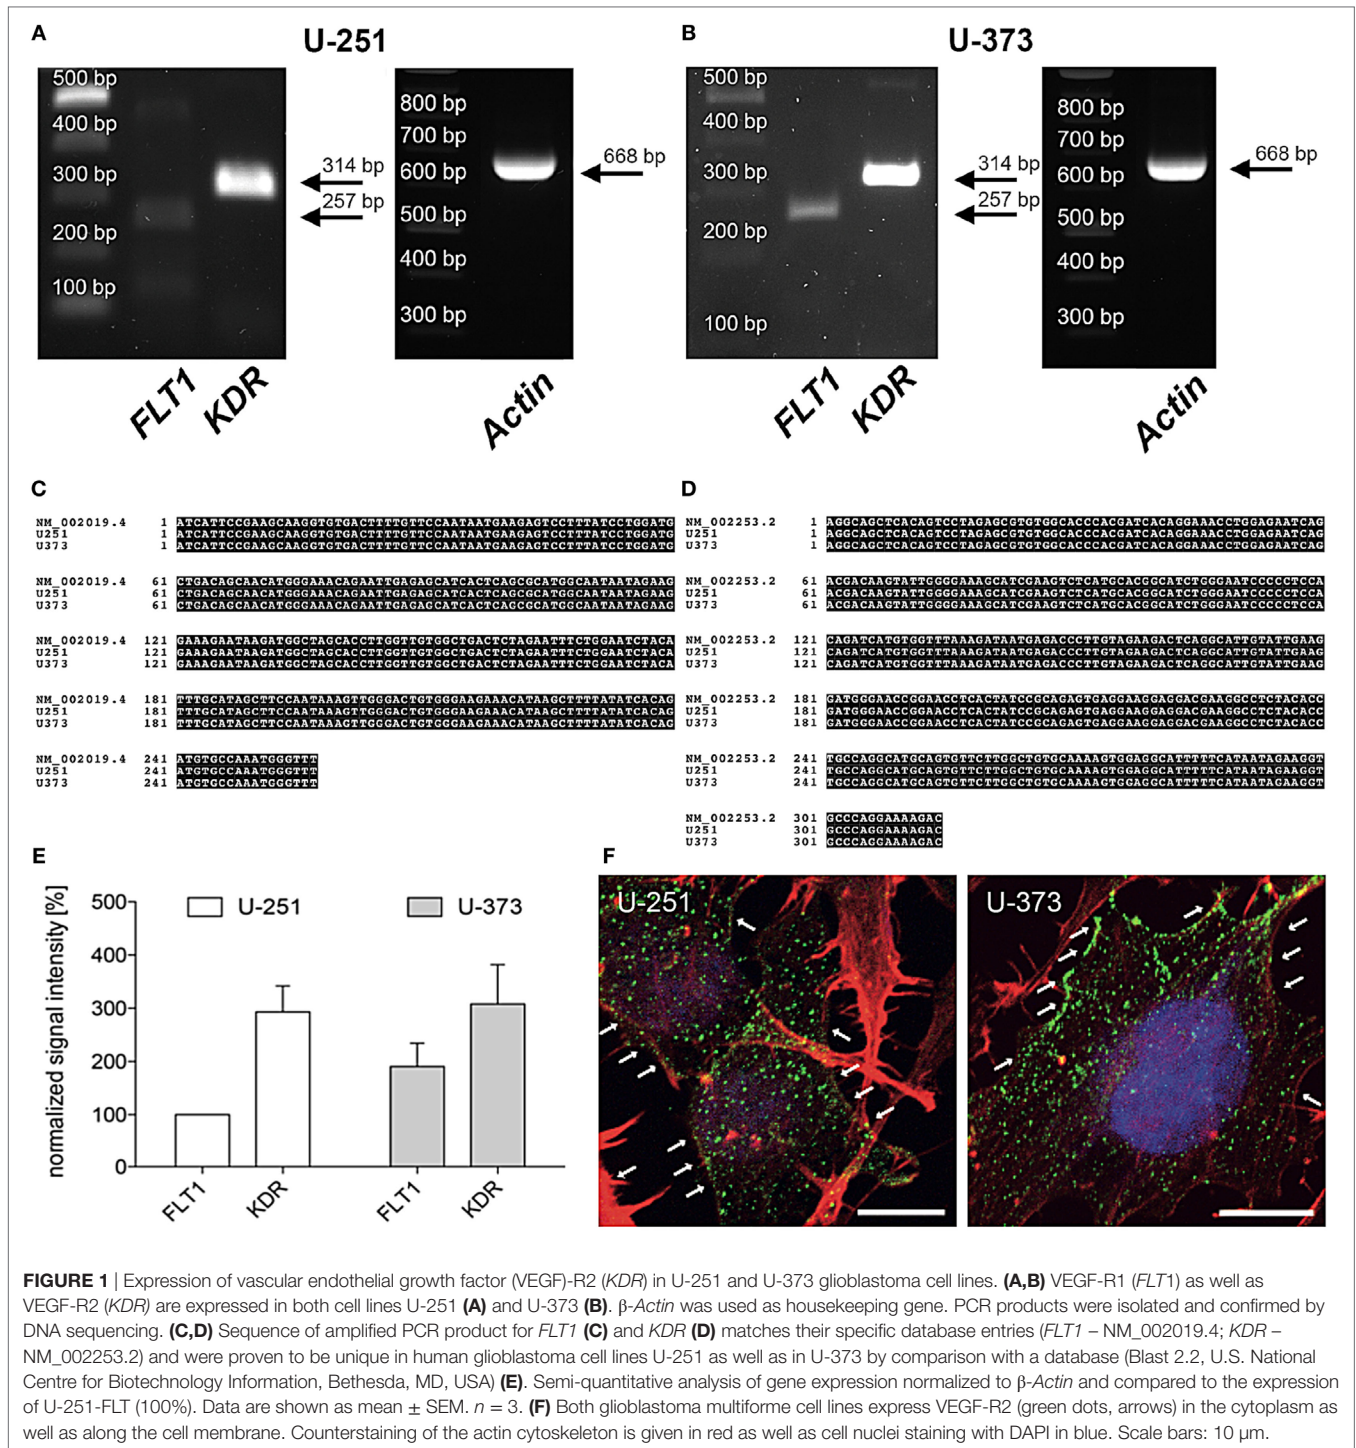 A
U-251
500 bp
400 bp
300 bp
200 bp
100 bp
314 bp
257 bp
FLT1
KDR
800 bp
700 bp
600 bp
500 bp
400 bp
300 bp
668 bp
Actin
B
U-373
500 bp
400 bp
300 bp
200 bp
100 bp
314 bp
257 bp
FLT1
KDR
800 bp
700 bp
600 bp
500 bp
400 bp
300 bp
668 bp
Actin
C
NM_002019.4 1 ATCATTCCGAAGCAAGGTGTGACTTTTGTTCCAATAATGAAGAGTCCTTTATCCTGGATG
U251 1 ATCATTCCGAAGCAAGGTGTGACTTTTGTTCCAATAATGAAGAGTCCTTTATCCTGGATG
U373 1 ATCATTCCGAAGCAAGGTGTGACTTTTGTTCCAATAATGAAGAGTCCTTTATCCTGGATG
NM_002019.4 61 CTGACAGCAACATGGGAAACAGAATTGAGAGCATCACTCAGCGCATGGCAATAATAGAAG
U251 61 CTGACAGCAACATGGGAAACAGAATTGAGAGCATCACTCAGCGCATGGCAATAATAGAAG
U373 61 CTGACAGCAACATGGGAAACAGAATTGAGAGCATCACTCAGCGCATGGCAATAATAGAAG
NM_002019.4 121 GAAAGAATAAGATGGCTAGCACCTTGGTTGTGGCTGACTCTAGAATTTCTGGAATCTACA
U251 121 GAAAGAATAAGATGGCTAGCACCTTGGTTGTGGCTGACTCTAGAATTTCTGGAATCTACA
U373 121 GAAAGAATAAGATGGCTAGCACCTTGGTTGTGGCTGACTCTAGAATTTCTGGAATCTACA
NM_002019.4 181 TTTGCATAGCTTCCAATAAAGTTGGGACTGTGGGAAGAAACATAAGCTTTTATATCACAG
U251 181 TTTGCATAGCTTCCAATAAAGTTGGGACTGTGGGAAGAAACATAAGCTTTTATATCACAG
U373 181 TTTGCATAGCTTCCAATAAAGTTGGGACTGTGGGAAGAAACATAAGCTTTTATATCACAG
NM_002019.4 241 ATGTGCCAAATGGGTTT
U251 241 ATGTGCCAAATGGGTTT
U373 241 ATGTGCCAAATGGGTTT
D
NM_002253.2 1 AGGCAGCTCACAGTCCTAGAGCGTGTGGCACCCACGATCACAGGAAACCTGGAGAATCAG
U251 1 AGGCAGCTCACAGTCCTAGAGCGTGTGGCACCCACGATCACAGGAAACCTGGAGAATCAG
U373 1 AGGCAGCTCACAGTCCTAGAGCGTGTGGCACCCACGATCACAGGAAACCTGGAGAATCAG
NM_002253.2 61 ACGACAAGTATTGGGGAAAGCATCGAAGTCTCATGCACGGCATCTGGGAATCCCCCTCCA
U251 61 ACGACAAGTATTGGGGAAAGCATCGAAGTCTCATGCACGGCATCTGGGAATCCCCCTCCA
U373 61 ACGACAAGTATTGGGGAAAGCATCGAAGTCTCATGCACGGCATCTGGGAATCCCCCTCCA
NM_002253.2 121 CAGATCATGTGGTTTAAAGATAATGAGACCCTTGTAGAAGACTCAGGCATTGTATTGAAG
U251 121 CAGATCATGTGGTTTAAAGATAATGAGACCCTTGTAGAAGACTCAGGCATTGTATTGAAG
U373 121 CAGATCATGTGGTTTAAAGATAATGAGACCCTTGTAGAAGACTCAGGCATTGTATTGAAG
NM_002253.2 181 GATGGGAACCGGAACCTCACTATCCGCAGAGTGAGGAAGGAGGACGAAGGCCTCTACACC
U251 181 GATGGGAACCGGAACCTCACTATCCGCAGAGTGAGGAAGGAGGACGAAGGCCTCTACACC
U373 181 GATGGGAACCGGAACCTCACTATCCGCAGAGTGAGGAAGGAGGACGAAGGCCTCTACACC
NM_002253.2 241 TGCCAGGCATGCAGTGTTCTTGGCTGTGCAAAAGTGGAGGCATTTTTCATAATAGAAGGT
U251 241 TGCCAGGCATGCAGTGTTCTTGGCTGTGCAAAAGTGGAGGCATTTTTCATAATAGAAGGT
U373 241 TGCCAGGCATGCAGTGTTCTTGGCTGTGCAAAAGTGGAGGCATTTTTCATAATAGAAGGT
NM_002253.2 301 GCCCAGGAAAAGAC
U251 301 GCCCAGGAAAAGAC
U373 301 GCCCAGGAAAAGAC
E
normalized signal intensity [%]
500
400
300
200
100
0
U-251
U-373
FLT1
KDR
FLT1
KDR
F
U-251
U-373
FIGURE 1 | Expression of vascular endothelial growth factor (VEGF)-R2 (KDR) in U-251 and U-373 glioblastoma cell lines. (A,B) VEGF-R1 (FLT1) as well as
VEGF-R2 (KDR) are expressed in both cell lines U-251 (A) and U-373 (B). β-Actin was used as housekeeping gene. PCR products were isolated and confirmed by
DNA sequencing. (C,D) Sequence of amplified PCR product for FLT1 (C) and KDR (D) matches their specific database entries (FLT1 – NM_002019.4; KDR –
NM_002253.2) and were proven to be unique in human glioblastoma cell lines U-251 as well as in U-373 by comparison with a database (Blast 2.2, U.S. National
Centre for Biotechnology Information, Bethesda, MD, USA) (E). Semi-quantitative analysis of gene expression normalized to β-Actin and compared to the expression
of U-251-FLT (100%). Data are shown as mean ± SEM. n = 3. (F) Both glioblastoma multiforme cell lines express VEGF-R2 (green dots, arrows) in the cytoplasm as
well as along the cell membrane. Counterstaining of the actin cytoskeleton is given in red as well as cell nuclei staining with DAPI in blue. Scale bars: 10 μm.